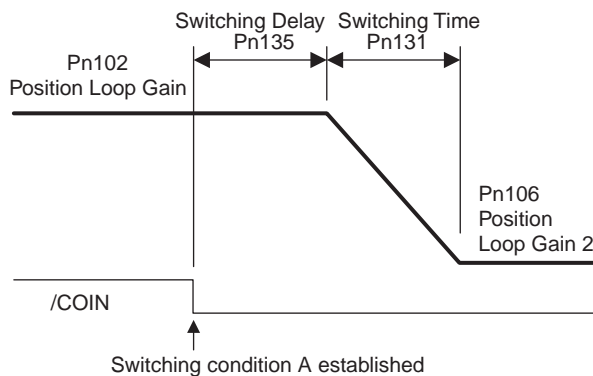 Switching Delay
Pn135
Switching Time
Pn131
Pn102
Position Loop Gain
Pn106
Position
Loop Gain 2
/COIN
Switching condition A established